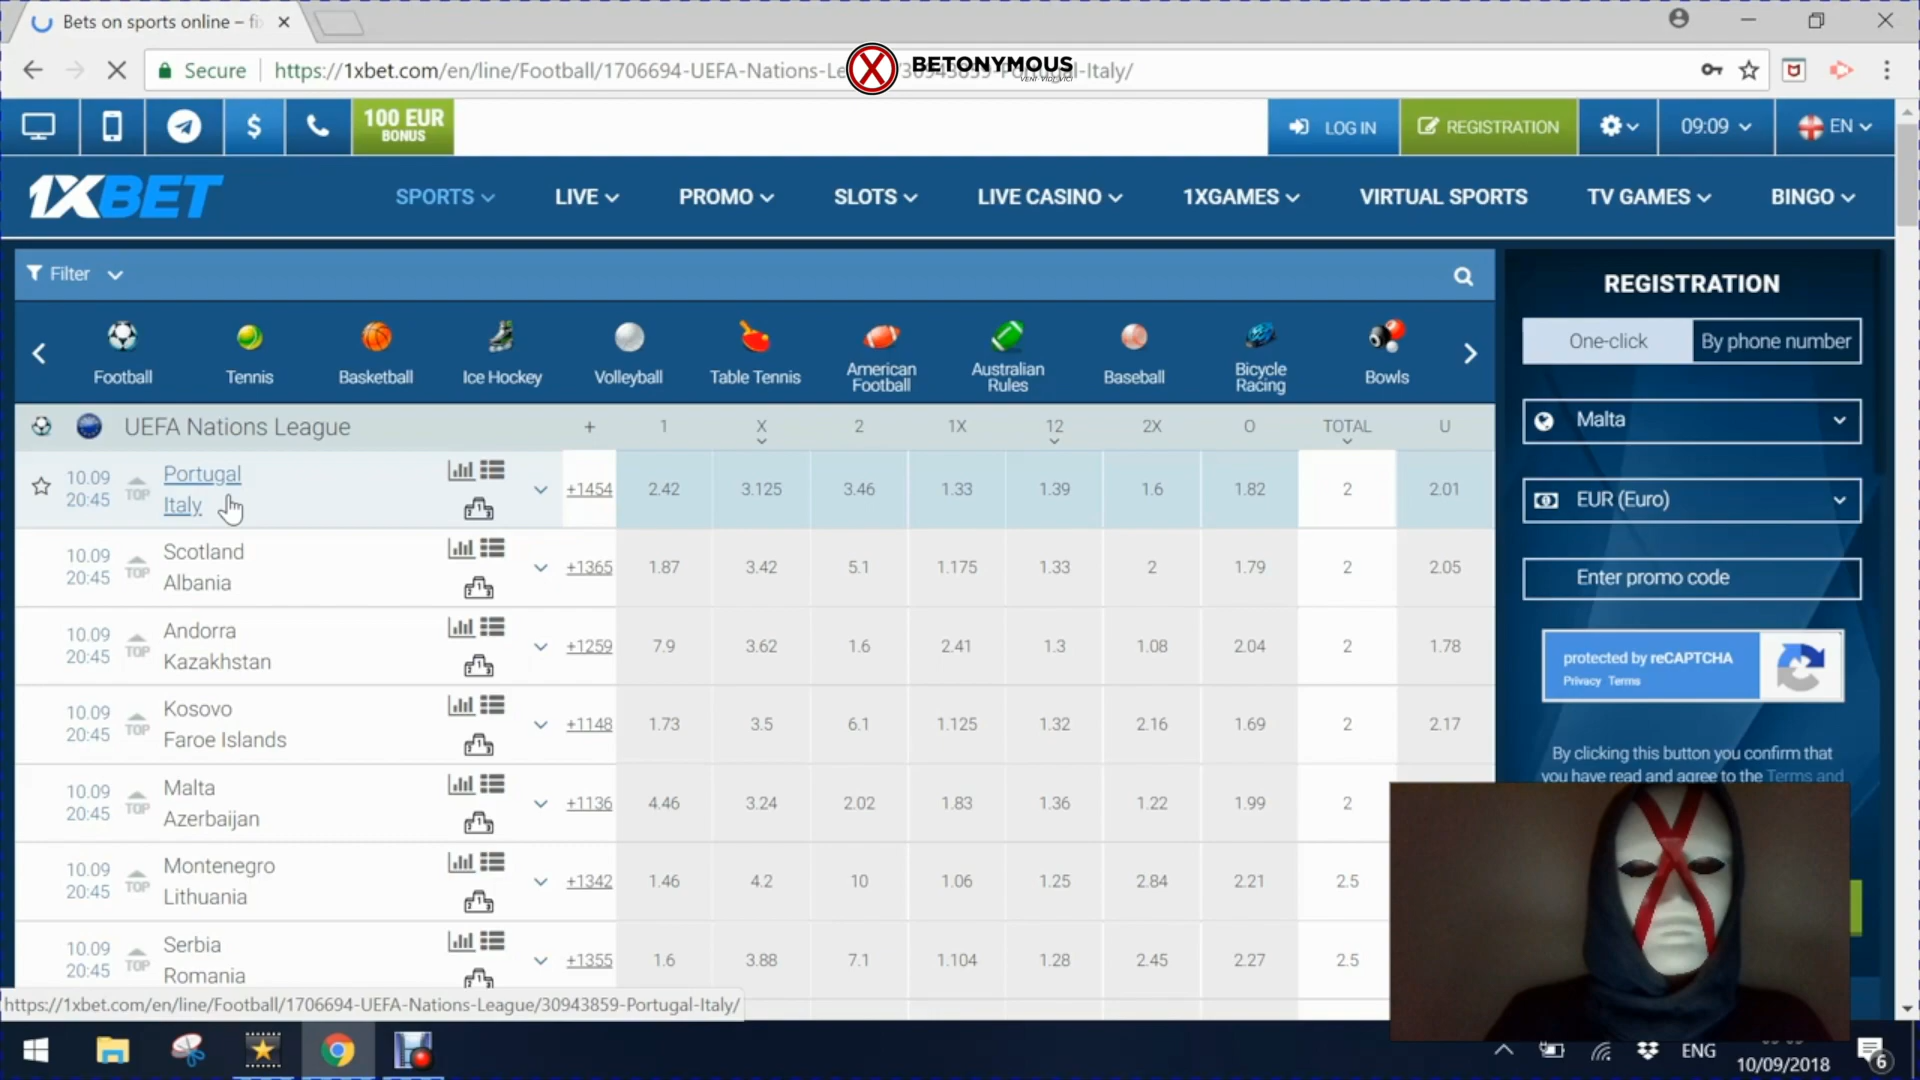 Bets on sports online – fi
Secure https://1xbet.com/en/line/Football/1706694-UEFA-Nations-Le 30943859-Portugal-Italy/
BETONYMOUS
VENI VIDI VICI
100 EUR
BONUS
LOG IN
REGISTRATION
09:09
EN
1XBET
SPORTS
LIVE
PROMO
SLOTS
LIVE CASINO
1XGAMES
VIRTUAL SPORTS
TV GAMES
BINGO
Filter
Football
Tennis
Basketball
Ice Hockey
Volleyball
Table Tennis
American
Football
Australian
Rules
Baseball
Bicycle
Racing
Bowls
UEFA Nations League + 1 X 2 1X 12 2X O TOTAL U
10.09
20:45
TOP
Portugal
Italy
+1454 2.42 3.125 3.46 1.33 1.39 1.6 1.82 2 2.01
10.09
20:45
TOP
Scotland
Albania
+1365 1.87 3.42 5.1 1.175 1.33 2 1.79 2 2.05
10.09
20:45
TOP
Andorra
Kazakhstan
+1259 7.9 3.62 1.6 2.41 1.3 1.08 2.04 2 1.78
10.09
20:45
TOP
Kosovo
Faroe Islands
+1148 1.73 3.5 6.1 1.125 1.32 2.16 1.69 2 2.17
10.09
20:45
TOP
Malta
Azerbaijan
+1136 4.46 3.24 2.02 1.83 1.36 1.22 1.99 2
10.09
20:45
TOP
Montenegro
Lithuania
+1342 1.46 4.2 10 1.06 1.25 2.84 2.21 2.5
10.09
20:45
TOP
Serbia
Romania
+1355 1.6 3.88 7.1 1.104 1.28 2.45 2.27 2.5
REGISTRATION
One-click
By phone number
Malta
EUR (Euro)
Enter promo code
protected by reCAPTCHA
Privacy Terms
By clicking this button you confirm that
you have read and agree to the Terms and
https://1xbet.com/en/line/Football/1706694-UEFA-Nations-League/30943859-Portugal-Italy/
ENG
10/09/2018
6